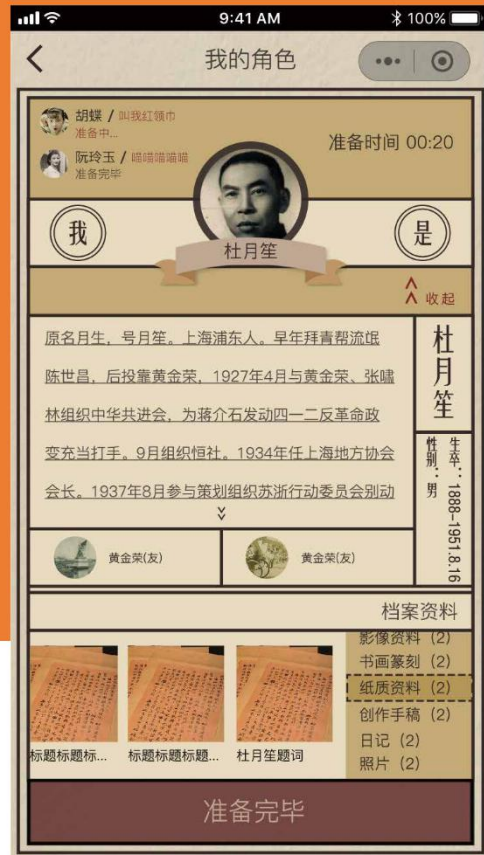 9:41 AM
100%
我的角色
胡蝶 / 叫我红领巾
准备中...
阮玲玉 / 喵喵喵喵喵
准备完毕
准备时间 00:20
我
是
杜月笙
收起
原名月生，号月笙。上海浦东人。早年拜青帮流氓
陈世昌，后投靠黄金荣，1927年4月与黄金荣、张啸
林组织中华共进会，为蒋介石发动四一二反革命政
变充当打手。9月组织恒社。1934年任上海地方协会
会长。1937年8月参与策划组织苏浙行动委员会别动
杜月笙
生卒：1888-1951.8.16
性别：男
黄金荣(友)
黄金荣(友)
档案资料
影像资料 (2)
书画篆刻 (2)
纸质资料 (2)
创作手稿 (2)
日记 (2)
照片 (2)
标题标题标...
标题标题标题...
杜月笙题词
准备完毕